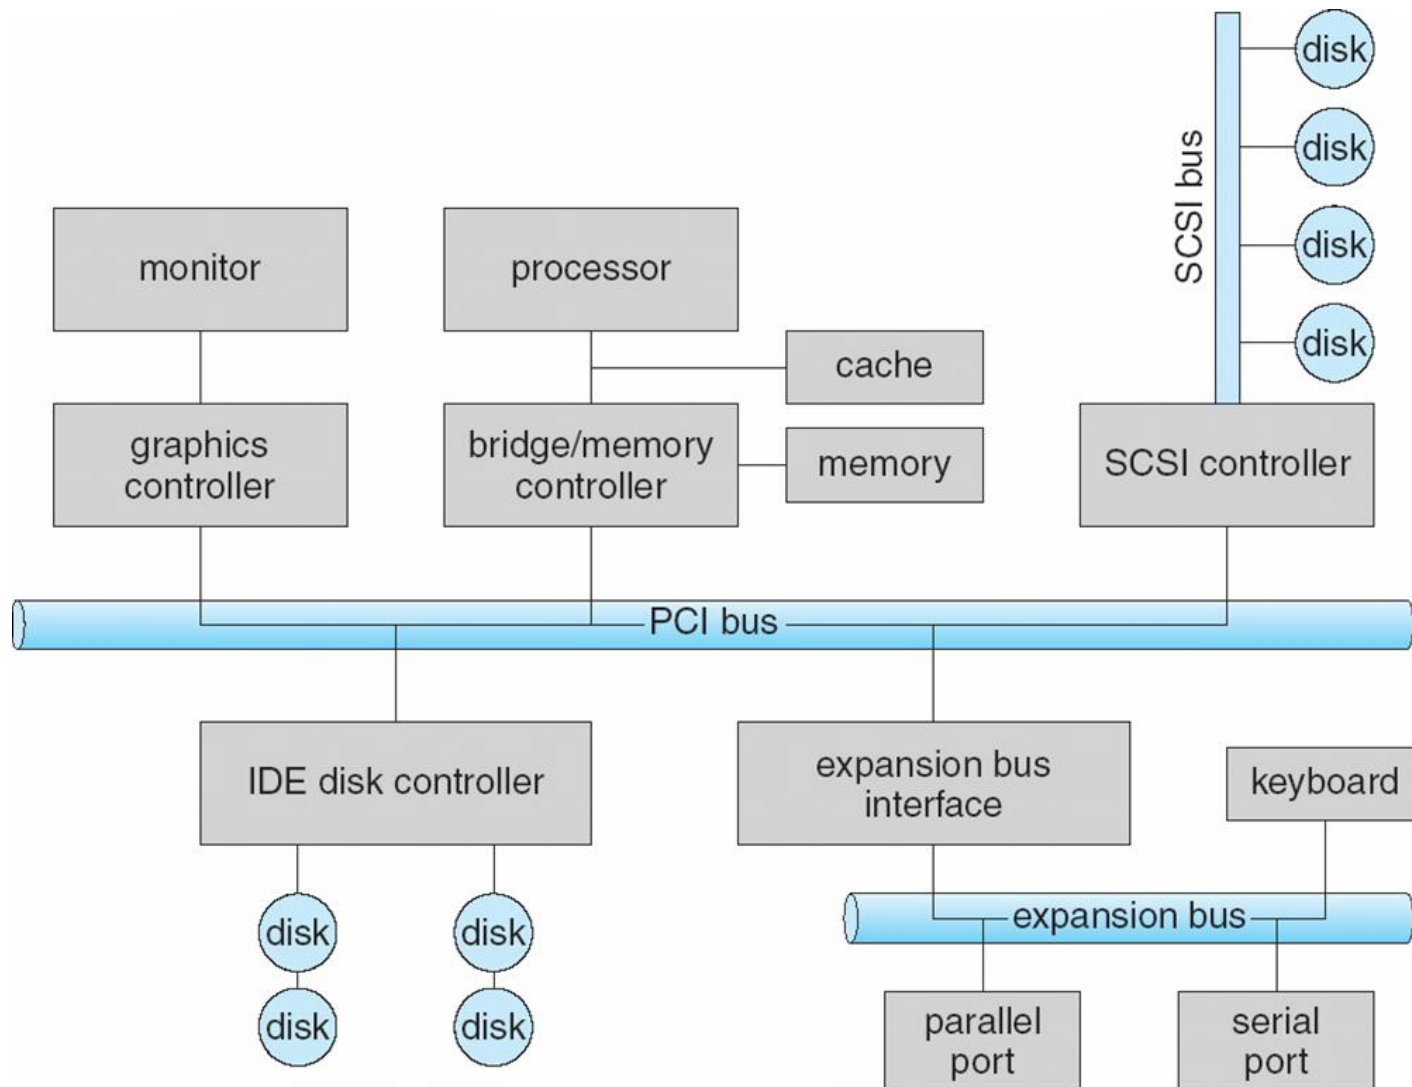 disk
disk
disk
disk
SCSI bus
monitor
processor
cache
graphics
controller
bridge/memory
controller
memory
SCSI controller
PCI bus
IDE disk controller
expansion bus
interface
keyboard
disk
disk
expansion bus
disk
disk
parallel
port
serial
port